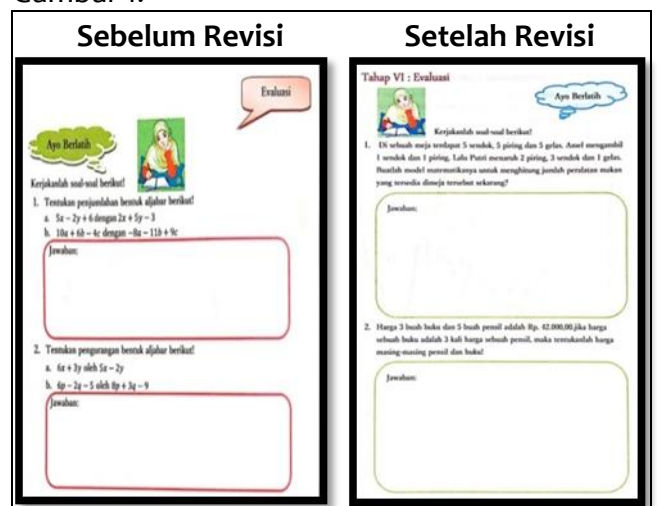 Sebelum Revisi
Setelah Revisi
Evaluasi
Ayo Berlatih
Kerjakanlah soal-soal berikut!
1. Tentukan penjumlahan bentuk aljabar berikut!
a. 5x − 2y + 6 dengan 2x + 5y − 3
b. 10a + 6b − 4c dengan −8a − 11b + 9c
Jawaban:
2. Tentukan pengurangan bentuk aljabar berikut!
a. 6x + 3y oleh 5x − 2y
b. 6p − 2q − 5 oleh 8p + 3q − 9
Jawaban:
Tahap VI : Evaluasi
Ayo Berlatih
Kerjakanlah soal-soal berikut!
1. Di sebuah meja terdapat 5 sendok, 5 piring dan 5 gelas. Amel mengambil
1 sendok dan 1 piring. Lalu Putri menaruh 2 piring, 3 sendok dan 1 gelas.
Buatlah model matematikanya untuk menghitung jumlah peralatan makan
yang tersedia dimeja tersebut sekarang?
Jawaban:
2. Harga 3 buah buku dan 5 buah pensil adalah Rp. 42.000,00.jika harga
sebuah buku adalah 3 kali harga sebuah pensil, maka tentukanlah harga
masing-masing pensil dan buku!
Jawaban: